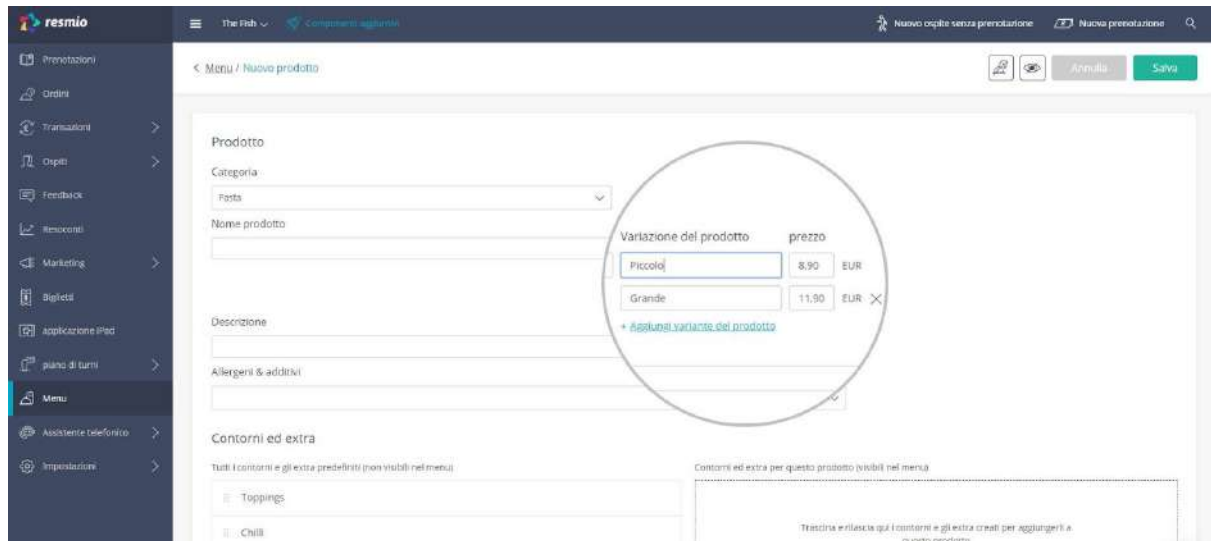 resmio
The Fish
Componenti aggiuntivi
Nuovo ospite senza prenotazione
Nuova prenotazione
Prenotazioni
Ordini
Transazioni
Ospiti
Feedback
Resoconti
Marketing
Biglietti
applicazione iPad
piano di turni
Menu
Assistente telefonico
Impostazioni
< Menu / Nuovo prodotto
Annulla
Salva
Prodotto
Categoria
Pasta
Nome prodotto
Variazione del prodotto prezzo
Piccolo 8.90 EUR
Grande 11.90 EUR
+ Aggiungi variante del prodotto
Descrizione
Allergeni & additivi
Contorni ed extra
Tutti i contorni e gli extra predefiniti (non visibili nel menu)
Toppings
Chilli
Contorni ed extra per questo prodotto (visibili nel menu)
Trascina e rilascia qui i contorni e gli extra creati per aggiungerli a
questo prodotto